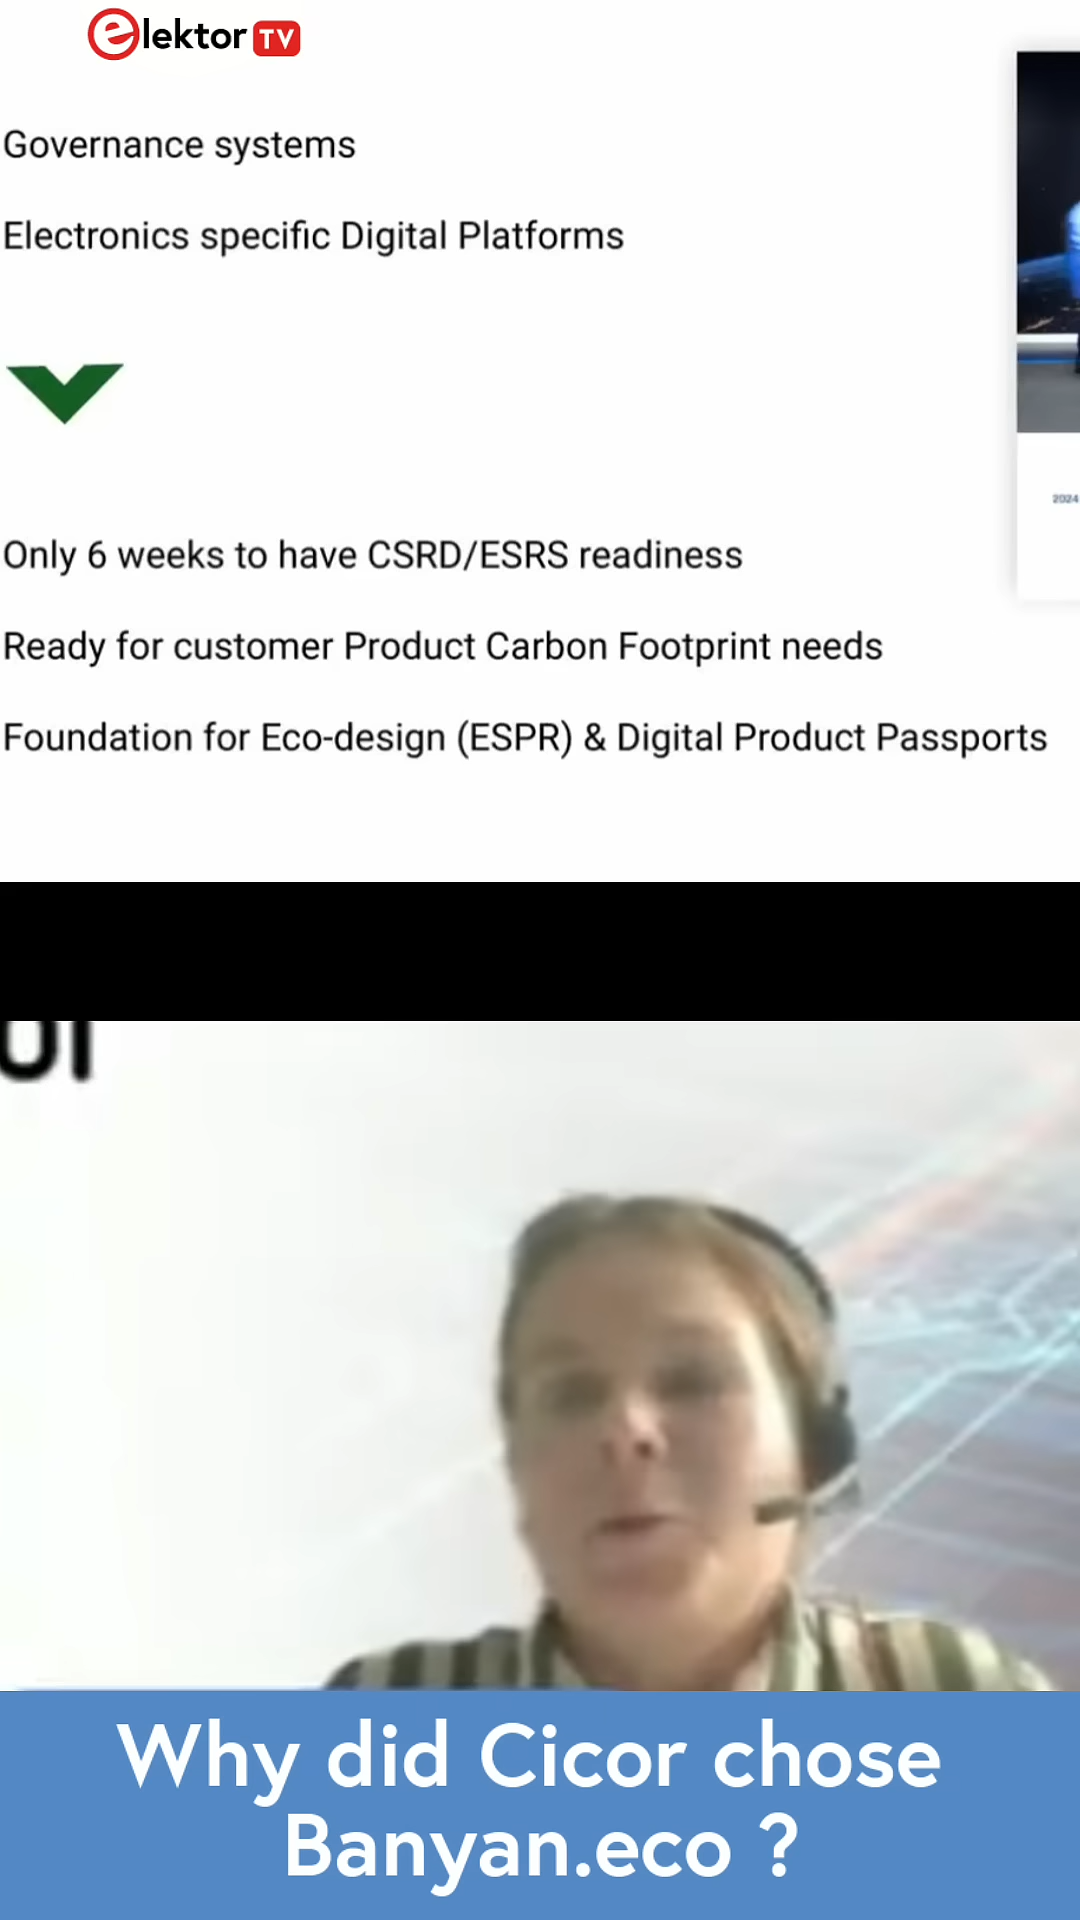 elektor TV
Governance systems
Electronics specific Digital Platforms
2024
Only 6 weeks to have CSRD/ESRS readiness
Ready for customer Product Carbon Footprint needs
Foundation for Eco-design (ESPR) & Digital Product Passports
or
Why did Cicor chose
Banyan.eco ?